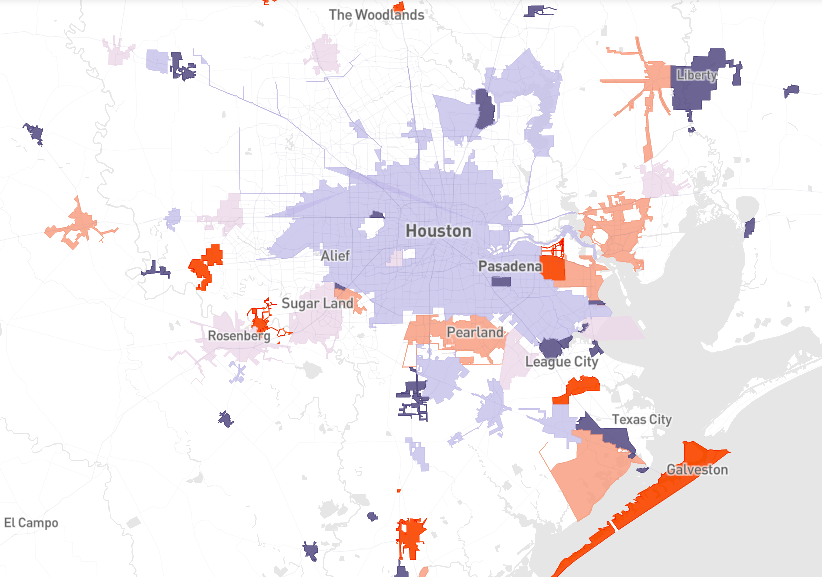 The Woodlands
Liberty
Houston
Alief
Pasadena
Sugar Land
Rosenberg
Pearland
League City
Texas City
Galveston
El Campo